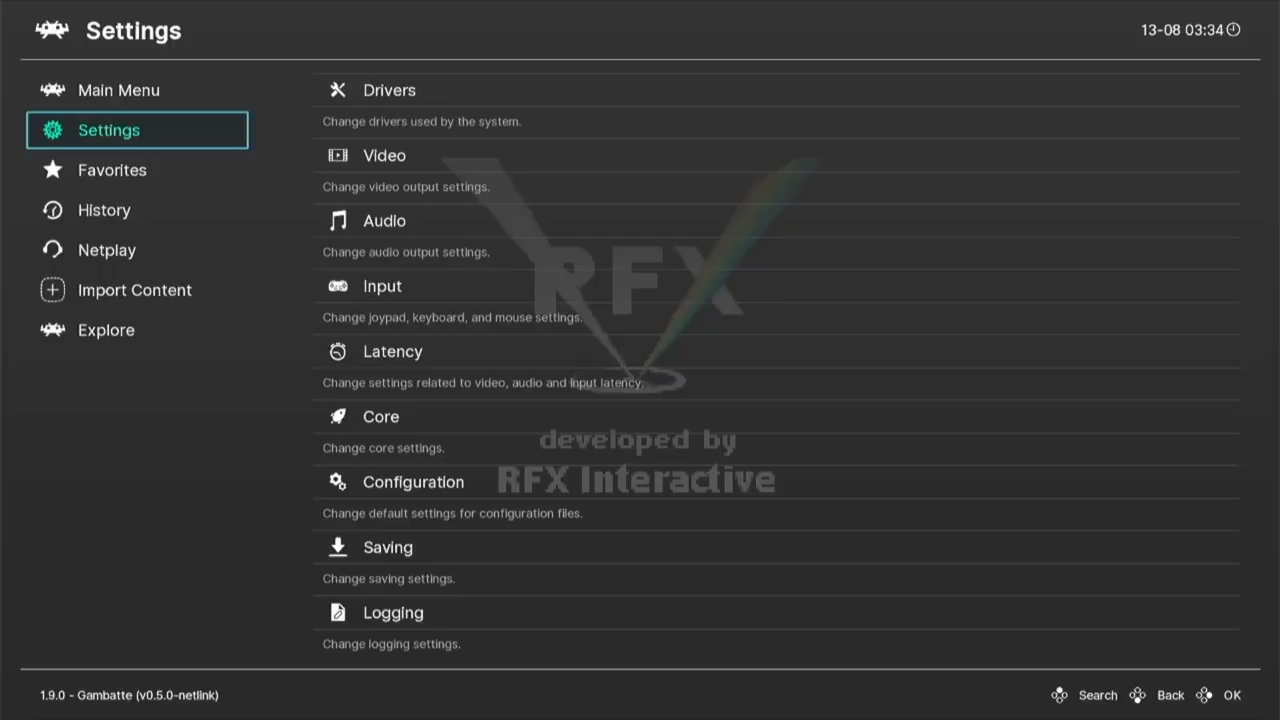 Settings
13-08 03:34
Main Menu
Settings
Favorites
History
Netplay
Import Content
Explore
Drivers
Change drivers used by the system.
Video
Change video output settings.
Audio
Change audio output settings.
Input
Change joypad, keyboard, and mouse settings.
Latency
Change settings related to video, audio and input latency.
Core
Change core settings.
Configuration
Change default settings for configuration files.
Saving
Change saving settings.
Logging
Change logging settings.
RFX
developed by
RFX Interactive
1.9.0 - Gambatte (v0.5.0-netlink)
Search Back OK